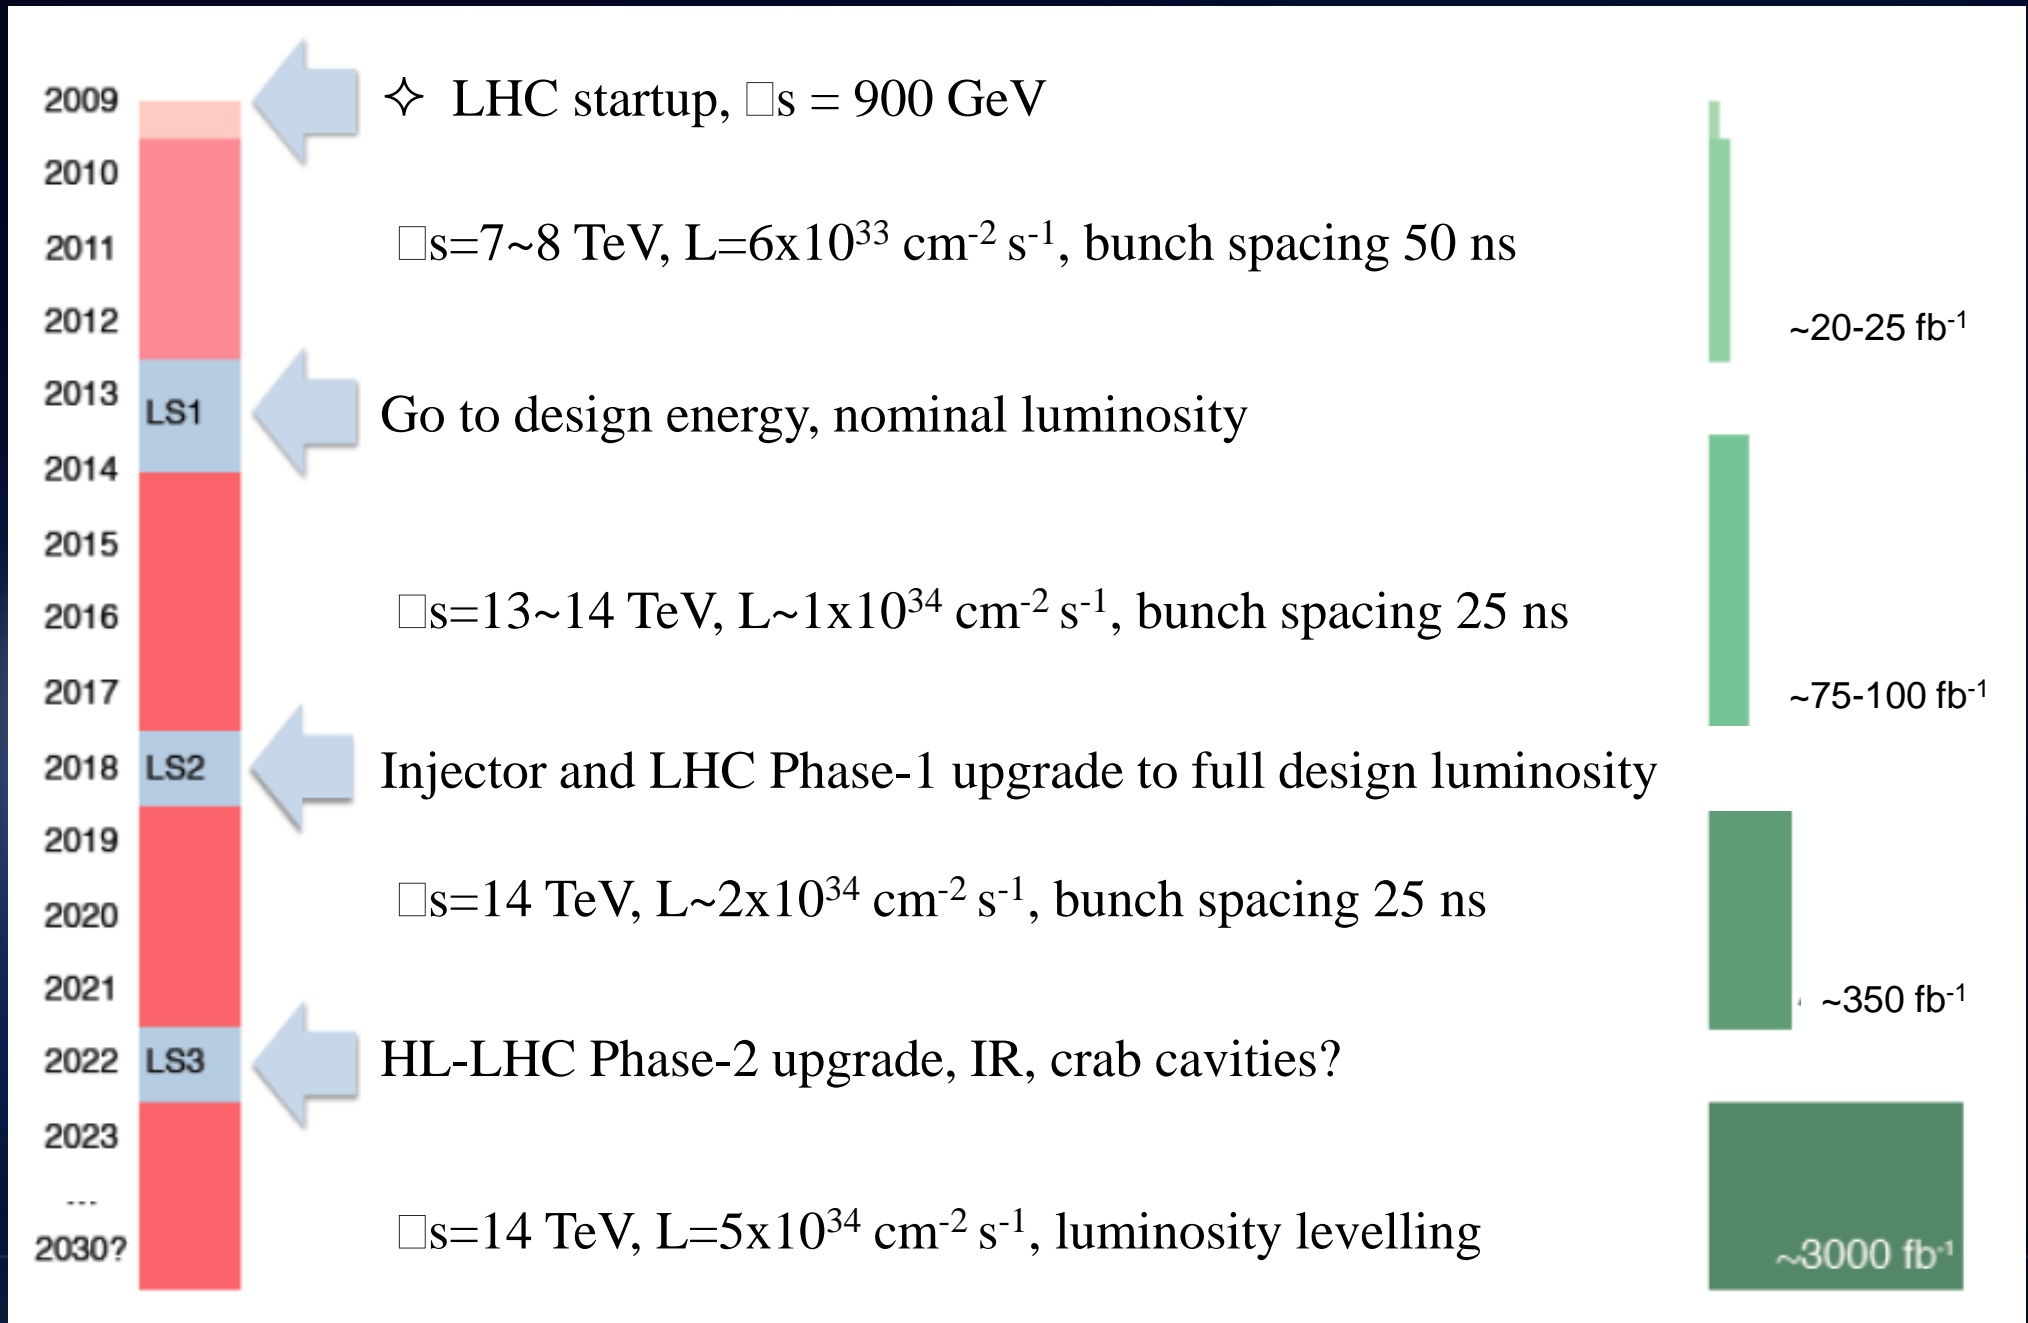 2009 ✧ LHC startup, □s = 900 GeV
2010
□s=7~8 TeV, L=6x10³³ cm⁻² s⁻¹, bunch spacing 50 ns
2011
2012 ~20-25 fb⁻¹
2013 LS1 Go to design energy, nominal luminosity
2014
2015
2016 □s=13~14 TeV, L~1x10³⁴ cm⁻² s⁻¹, bunch spacing 25 ns
2017 ~75-100 fb⁻¹
2018 LS2 Injector and LHC Phase-1 upgrade to full design luminosity
2019
□s=14 TeV, L~2x10³⁴ cm⁻² s⁻¹, bunch spacing 25 ns
2020
2021 ~350 fb⁻¹
2022 LS3 HL-LHC Phase-2 upgrade, IR, crab cavities?
2023
...
□s=14 TeV, L=5x10³⁴ cm⁻² s⁻¹, luminosity levelling
2030? ~3000 fb⁻¹